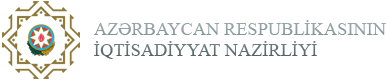 AZƏRBAYCAN RESPUBLİKASININ
İQTİSADİYYAT NAZİRLİYİ